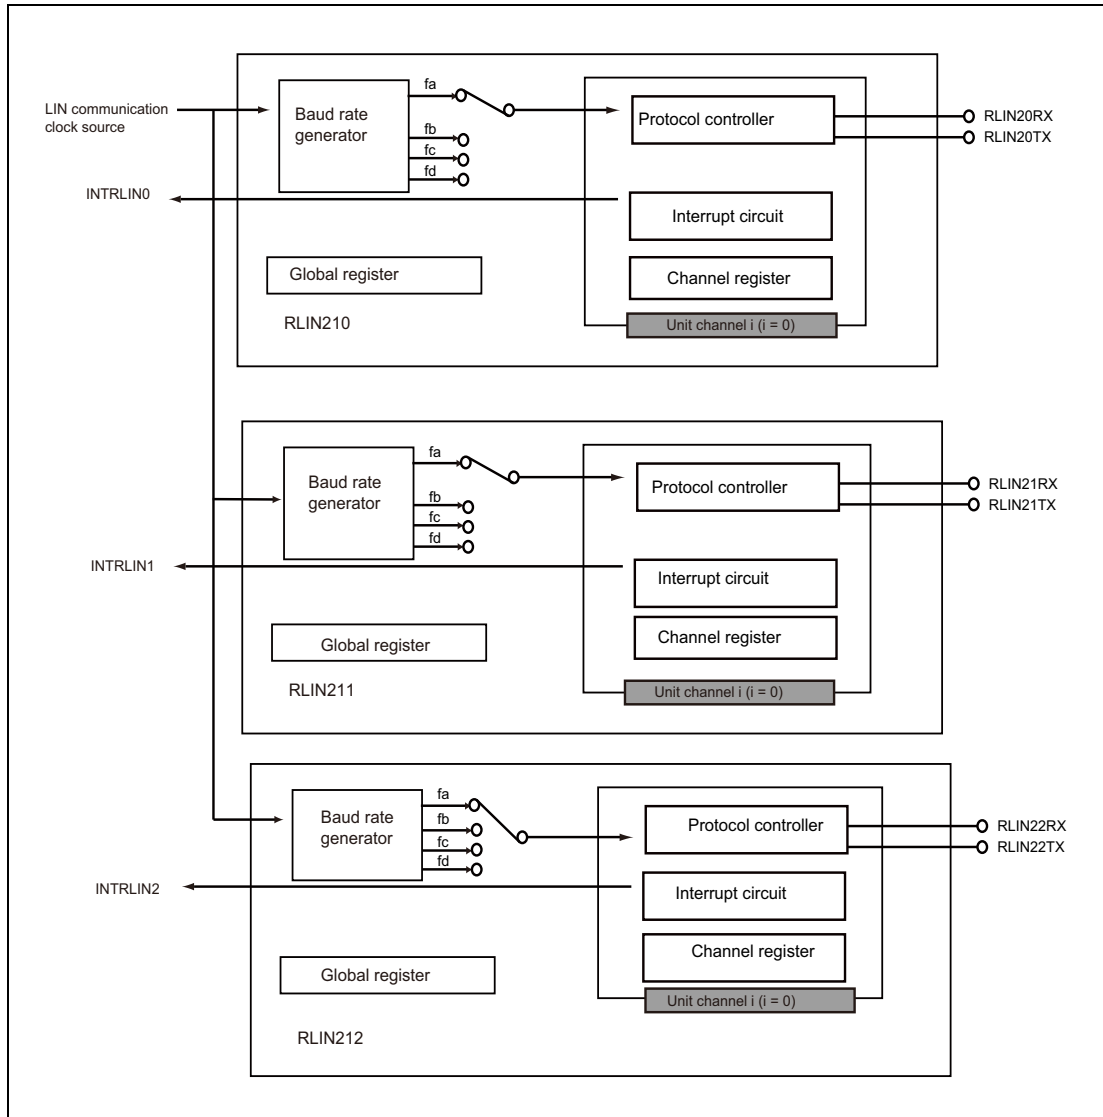 LIN communication
clock source
Baud rate
generator
fa
fb
fc
fd
Protocol controller
RLIN20RX
RLIN20TX
INTRLIN0
Interrupt circuit
Global register
Channel register
RLIN210
Unit channel i (i = 0)
Baud rate
generator
fa
fb
fc
fd
Protocol controller
RLIN21RX
RLIN21TX
INTRLIN1
Interrupt circuit
Global register
Channel register
RLIN211
Unit channel i (i = 0)
Baud rate
generator
fa
fb
fc
fd
Protocol controller
RLIN22RX
RLIN22TX
INTRLIN2
Interrupt circuit
Channel register
Global register
Unit channel i (i = 0)
RLIN212